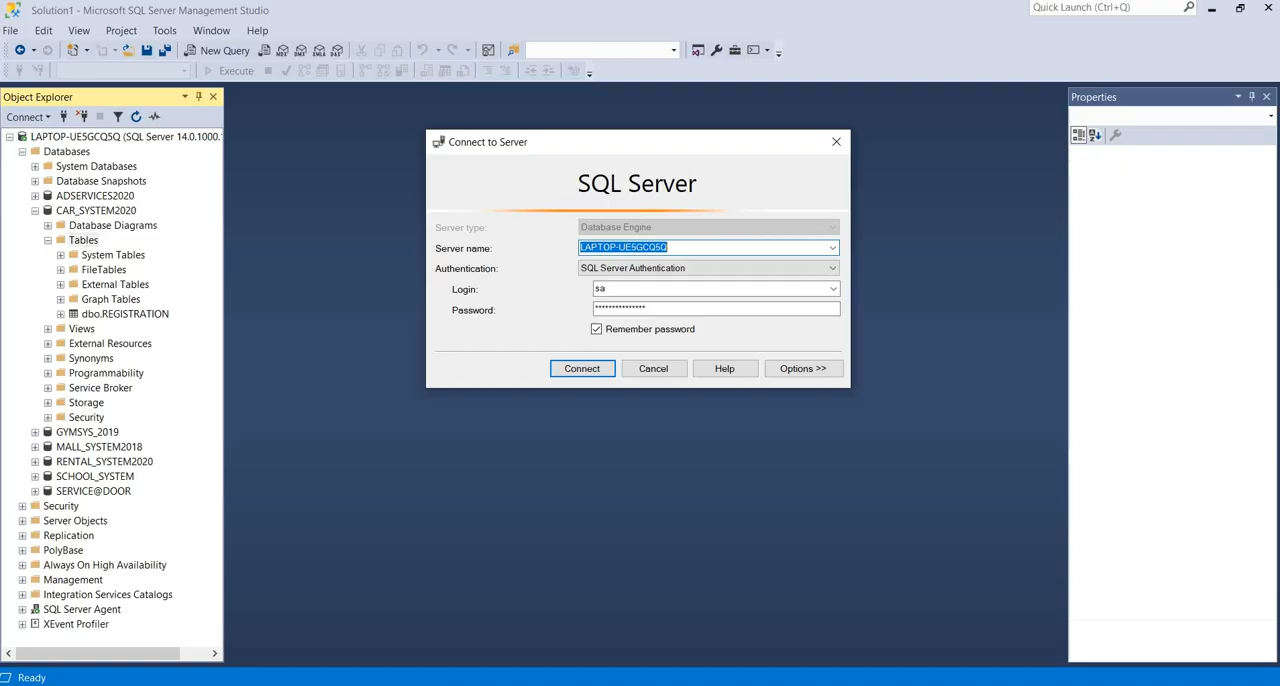 Solution1 - Microsoft SQL Server Management Studio
Quick Launch (Ctrl+Q)
File Edit View Project Tools Window Help
New Query
MDX DMX XMLA DAX
Execute
Object Explorer
Connect
LAPTOP-UE5GCQ5Q (SQL Server 14.0.1000.
Databases
System Databases
Database Snapshots
ADSERVICES2020
CAR_SYSTEM2020
Database Diagrams
Tables
System Tables
FileTables
External Tables
Graph Tables
dbo.REGISTRATION
Views
External Resources
Synonyms
Programmability
Service Broker
Storage
Security
GYMSYS_2019
MALL_SYSTEM2018
RENTAL_SYSTEM2020
SCHOOL_SYSTEM
SERVICE@DOOR
Security
Server Objects
Replication
PolyBase
Always On High Availability
Management
Integration Services Catalogs
SQL Server Agent
XEvent Profiler
Connect to Server
SQL Server
Server type: Database Engine
Server name: LAPTOP-UE5GCQ5Q
Authentication: SQL Server Authentication
Login: sa
Password: ***************
Remember password
Connect Cancel Help Options >>
Properties
Ready